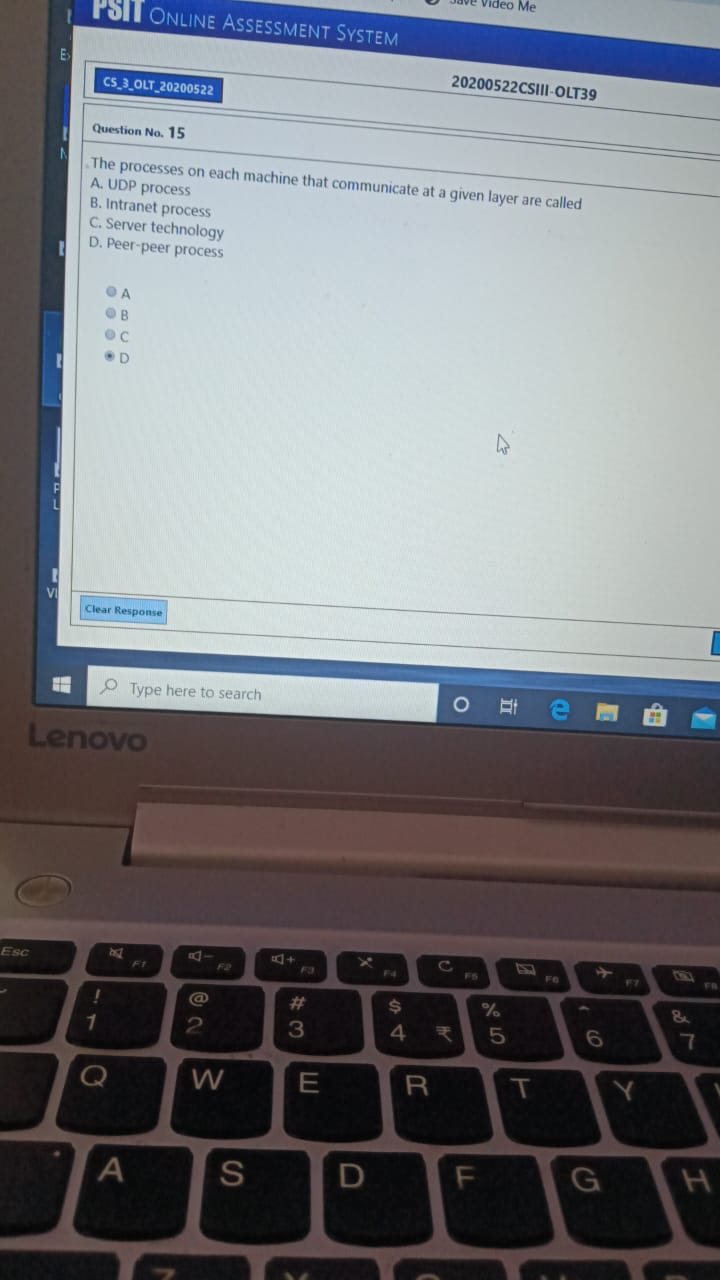 Save Video Me
PSIT ONLINE ASSESSMENT SYSTEM
CS_3_OLT_20200522
20200522CSIII-OLT39
Question No. 15
The processes on each machine that communicate at a given layer are called
A. UDP process
B. Intranet process
C. Server technology
D. Peer-peer process
A
B
C
D
Clear Response
Type here to search
Lenovo
Esc F1 F2 F3 F4 F5 F6 F7 F8
! @ # $ % ^ &
1 2 3 4 ₹ 5 6 7
Q W E R T Y
A S D F G H